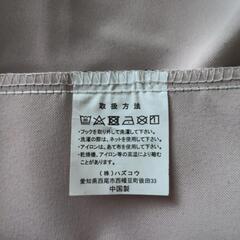 取扱方法
・フックを取り外して洗濯して下さい。
・洗濯の際は、ネットを使用して下さい。
・アイロンは、あて布を使用して下さい。
・乾燥機、アイロン等の高温により縮むことがあります。
(株)ハズコウ
愛知県西尾市西幡豆町後田33
中国製